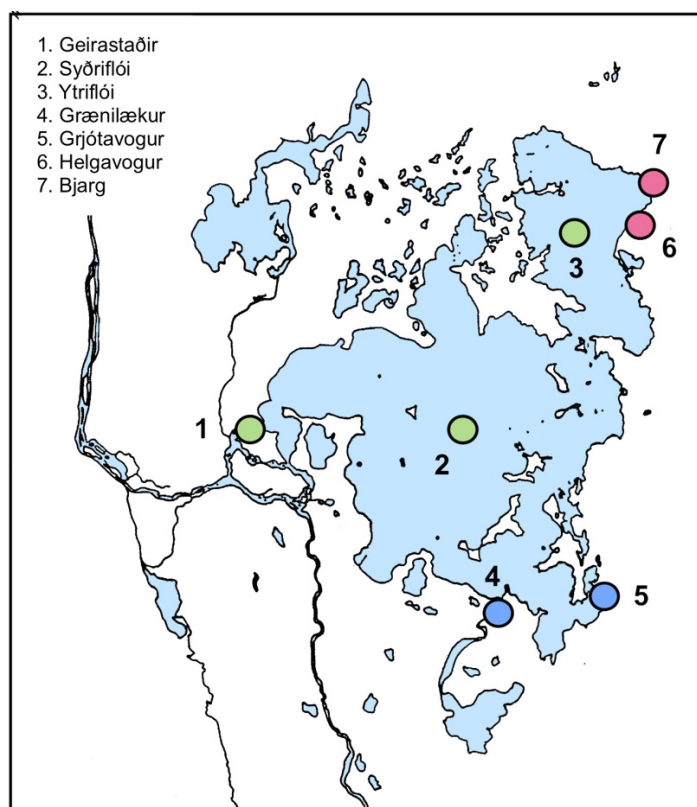 1. Geirastaðir
2. Syðriflói
3. Ytriflói
4. Grænilækur
5. Grjótavogur
6. Helgavogur
7. Bjarg
7
3
6
1
2
4
5